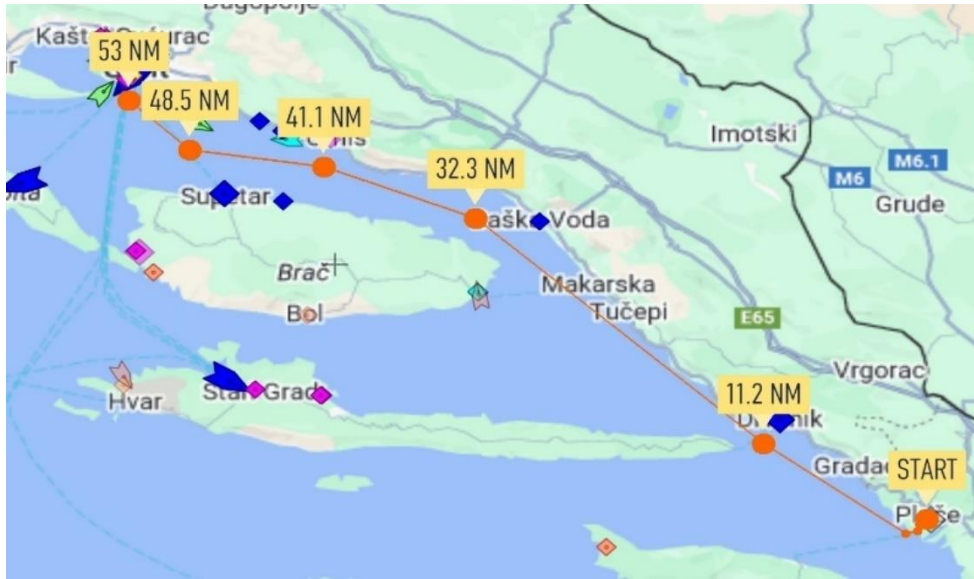 53 NM
48.5 NM
41.1 NM
Imotski
M6.1
32.3 NM
M6
Supetar
Grude
Voda
Brač
Makarska
Bol
Tučepi
E65
Vrgorac
Hvar
Stari Grad
11.2 NM
START